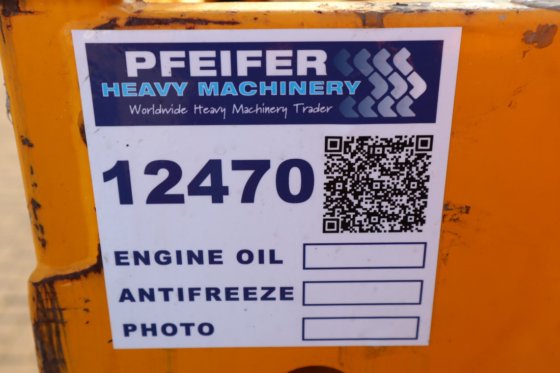 PFEIFER
HEAVY MACHINERY
Worldwide Heavy Machinery Trader
12470
ENGINE OIL
ANTIFREEZE
PHOTO